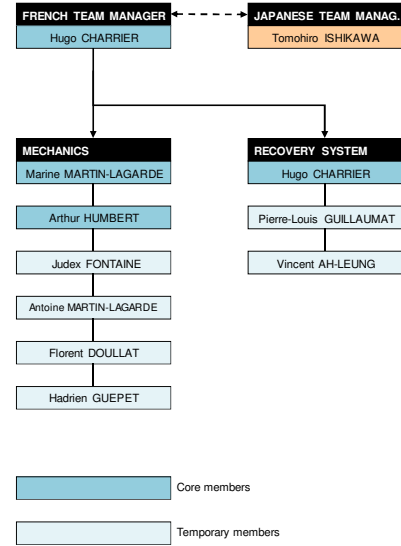 FRENCH TEAM MANAGER
Hugo CHARRIER
JAPANESE TEAM MANAG.
Tomohiro ISHIKAWA
MECHANICS
Marine MARTIN-LAGARDE
Arthur HUMBERT
Judex FONTAINE
Antoine MARTIN-LAGARDE
Florent DOULLAT
Hadrien GUEPET
RECOVERY SYSTEM
Hugo CHARRIER
Pierre-Louis GUILLAUMAT
Vincent AH-LEUNG
Core members
Temporary members